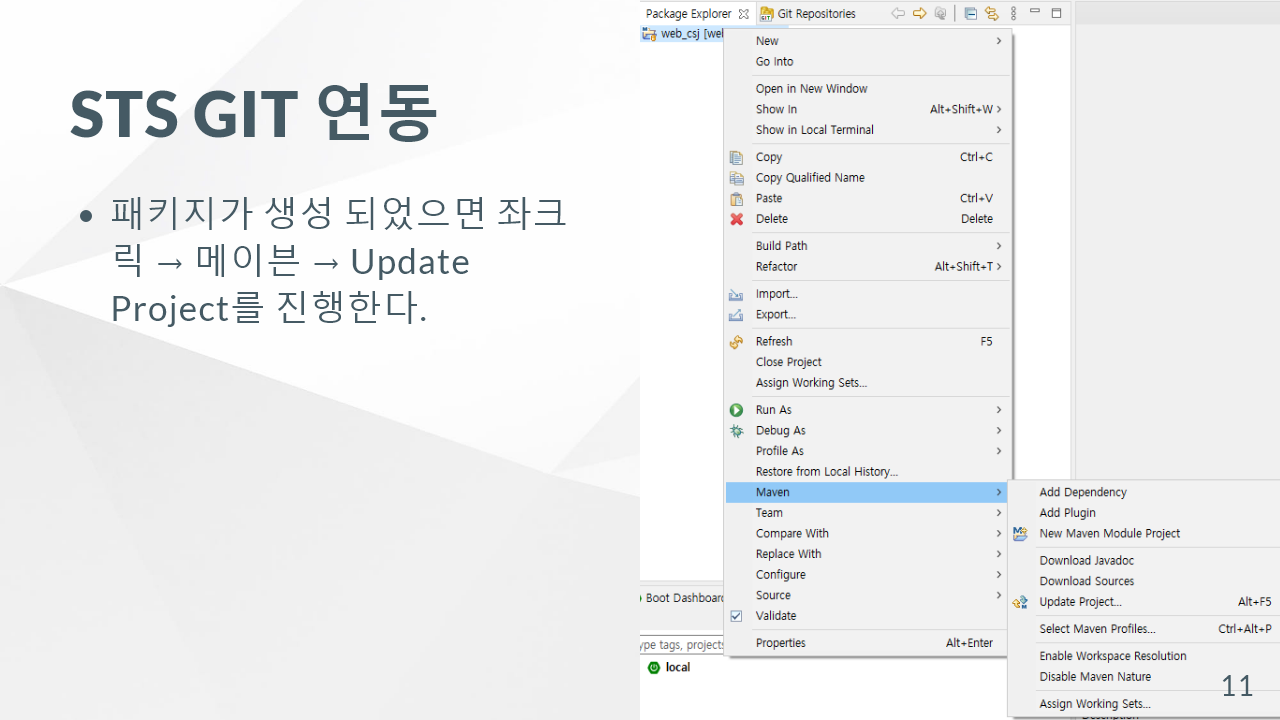 STS GIT 연동
• 패키지가 생성 되었으면 좌크
릭 → 메이븐 → Update
Project를 진행한다.
Package Explorer Git Repositories
web_csj [we
New
Go Into
Open in New Window
Show In Alt+Shift+W
Show in Local Terminal
Copy Ctrl+C
Copy Qualified Name
Paste Ctrl+V
Delete Delete
Build Path
Refactor Alt+Shift+T
Import...
Export...
Refresh F5
Close Project
Assign Working Sets...
Run As
Debug As
Profile As
Restore from Local History...
Maven
Team
Compare With
Replace With
Configure
Source
Validate
Properties Alt+Enter
Add Dependency
Add Plugin
New Maven Module Project
Download Javadoc
Download Sources
Update Project... Alt+F5
Select Maven Profiles... Ctrl+Alt+P
Enable Workspace Resolution
Disable Maven Nature
Assign Working Sets...
Boot Dashboard
ype tags, projects
local
11